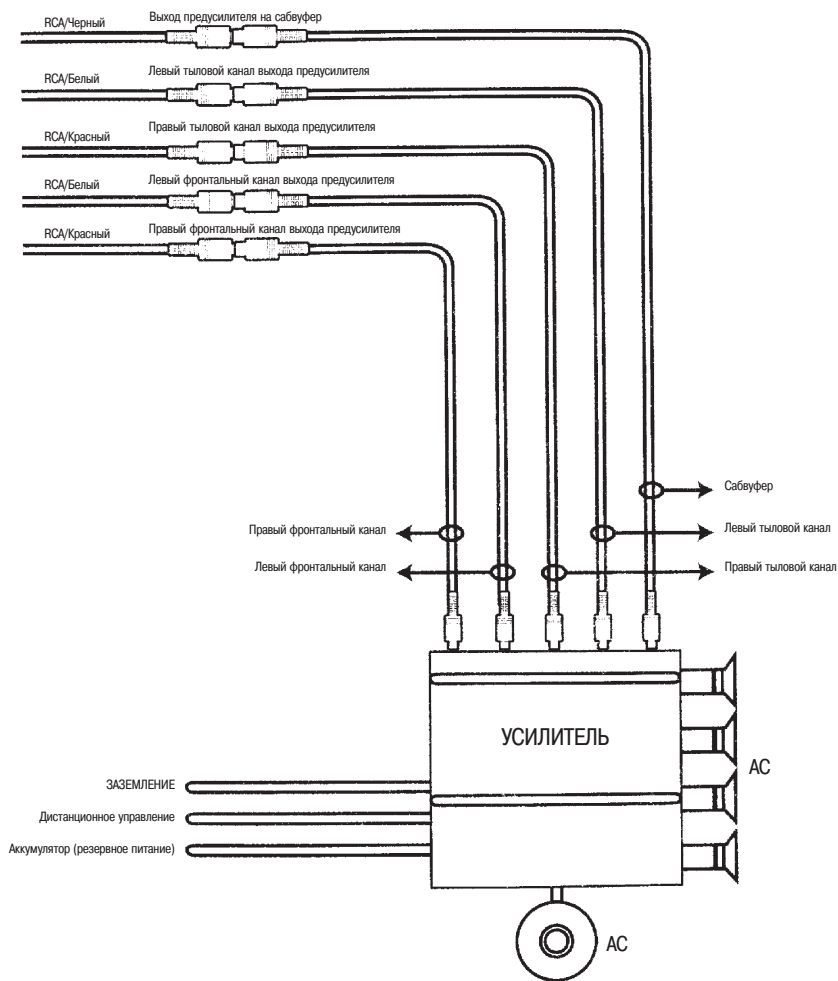 RCA/Черный
Выход предусилителя на сабвуфер
RCA/Белый
Левый тыловой канал выхода предусилителя
RCA/Красный
Правый тыловой канал выхода предусилителя
RCA/Белый
Левый фронтальный канал выхода предусилителя
RCA/Красный
Правый фронтальный канал выхода предусилителя
Сабвуфер
Правый фронтальный канал
Левый тыловой канал
Левый фронтальный канал
Правый тыловой канал
УСИЛИТЕЛЬ
АС
ЗАЗЕМЛЕНИЕ
Дистанционное управление
Аккумулятор (резервное питание)
АС